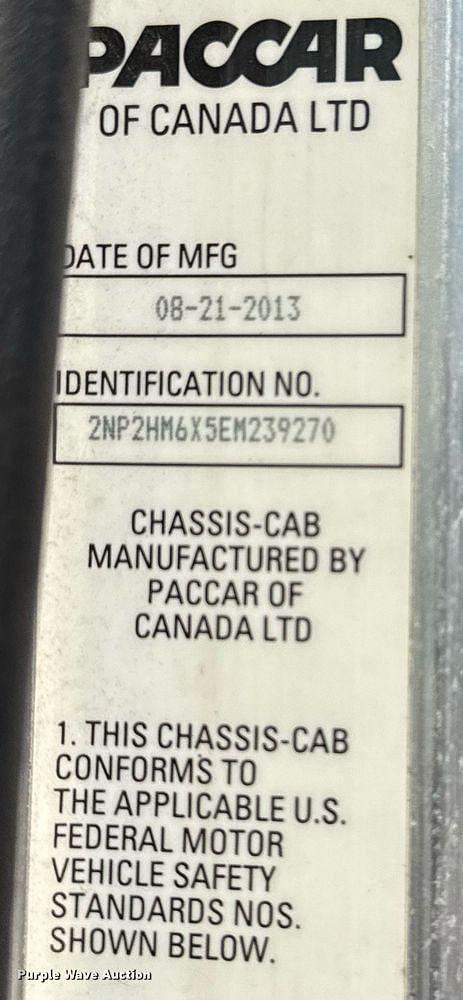 PACCAR
OF CANADA LTD
DATE OF MFG
08-21-2013
IDENTIFICATION NO.
2NP2HM6X5EM239270
CHASSIS-CAB
MANUFACTURED BY
PACCAR OF
CANADA LTD
1. THIS CHASSIS-CAB
CONFORMS TO
THE APPLICABLE U.S.
FEDERAL MOTOR
VEHICLE SAFETY
STANDARDS NOS.
SHOWN BELOW.
Purple Wave Auction